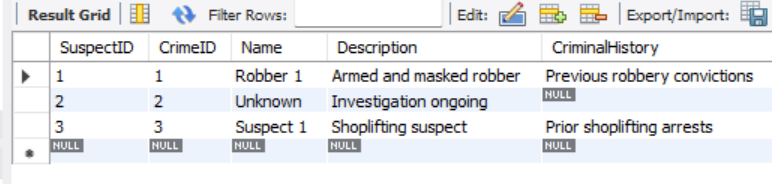 Result Grid Filter Rows: Edit: Export/Import:
SuspectID CrimeID Name Description CriminalHistory
1 1 Robber 1 Armed and masked robber Previous robbery convictions
2 2 Unknown Investigation ongoing NULL
3 3 Suspect 1 Shoplifting suspect Prior shoplifting arrests
NULL NULL NULL NULL NULL